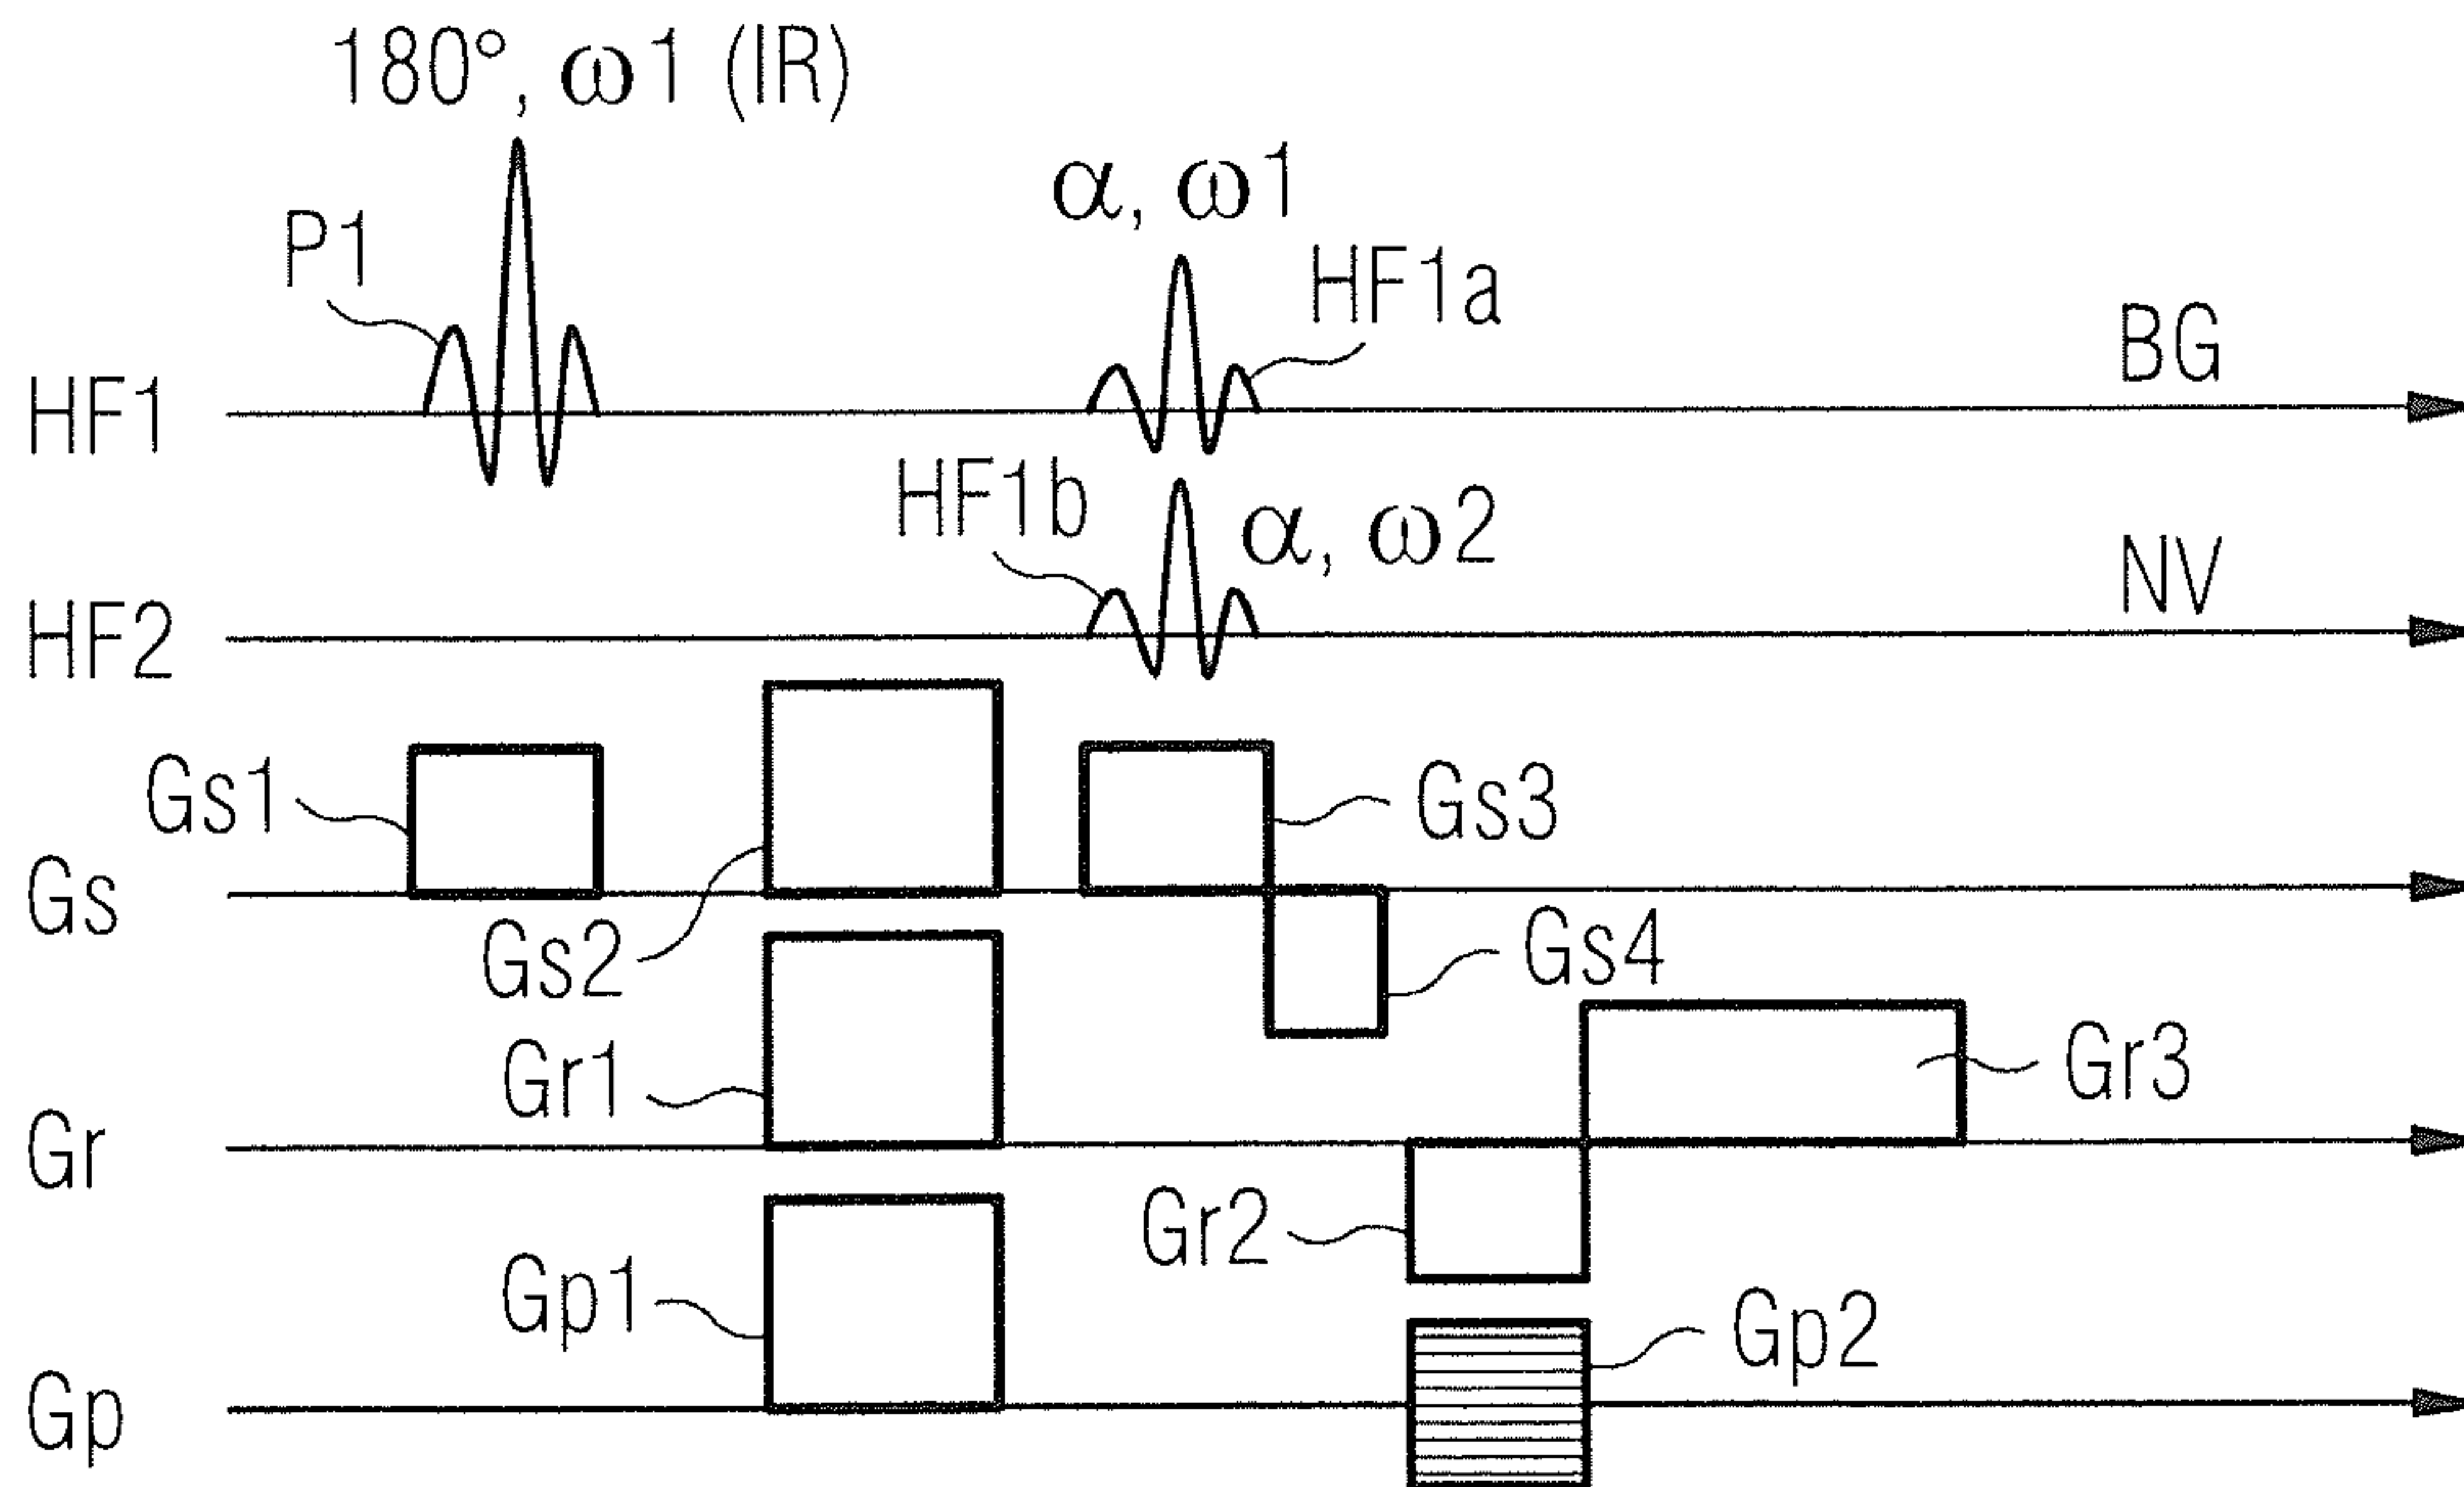 180°, ω1 (IR)
α, ω1
P1
HF1a
BG
HF1
HF1b
α, ω2
NV
HF2
Gs1
Gs3
Gs
Gs2
Gs4
Gr1
Gr3
Gr
Gr2
Gp1
Gp2
Gp